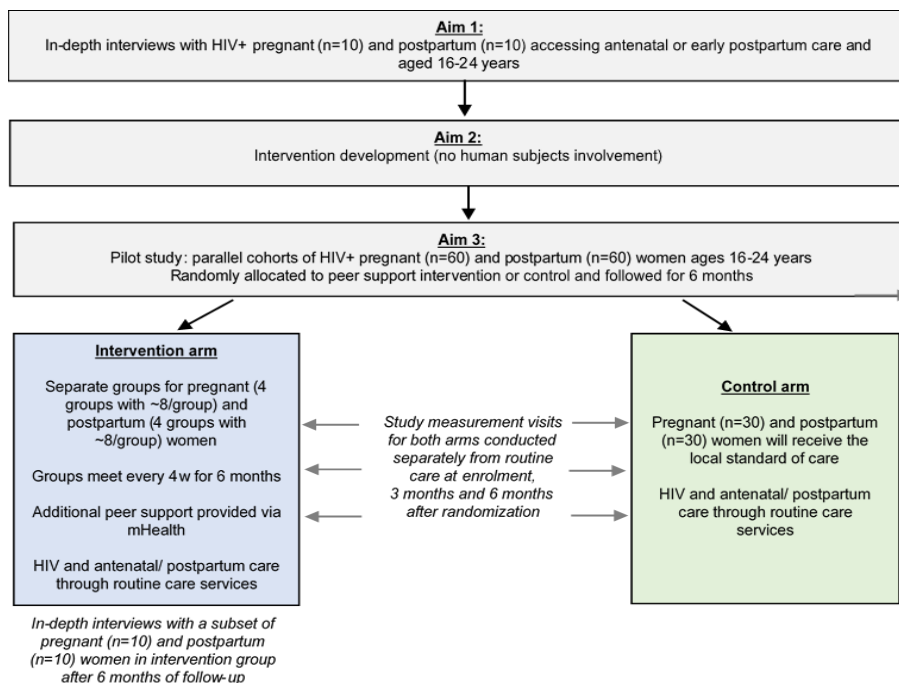 Aim 1:
In-depth interviews with HIV+ pregnant (n=10) and postpartum (n=10) accessing antenatal or early postpartum care and
aged 16-24 years
Aim 2:
Intervention development (no human subjects involvement)
Aim 3:
Pilot study: parallel cohorts of HIV+ pregnant (n=60) and postpartum (n=60) women ages 16-24 years
Randomly allocated to peer support intervention or control and followed for 6 months
Intervention arm
Separate groups for pregnant (4
groups with ~8/group) and
postpartum (4 groups with
~8/group) women
Groups meet every 4w for 6 months
Additional peer support provided via
mHealth
HIV and antenatal/ postpartum care
through routine care services
In-depth interviews with a subset of
pregnant (n=10) and postpartum
(n=10) women in intervention group
after 6 months of follow-up
Study measurement visits
for both arms conducted
separately from routine
care at enrolment,
3 months and 6 months
after randomization
Control arm
Pregnant (n=30) and postpartum
(n=30) women will receive the
local standard of care
HIV and antenatal/ postpartum
care through routine care
services